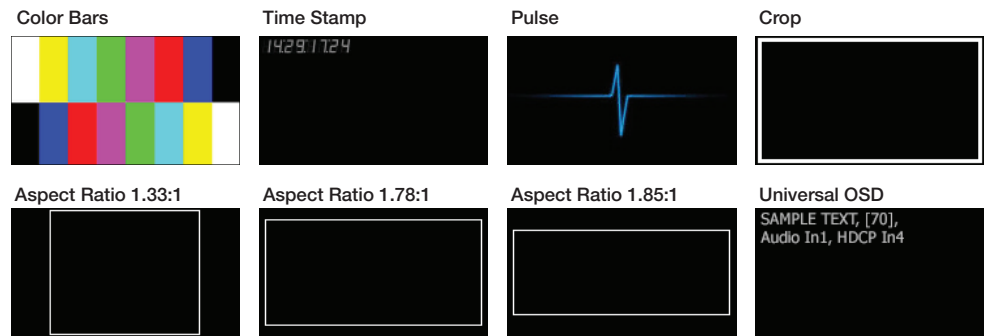 Color Bars
Time Stamp
Pulse
Crop
14:29:17:24
Aspect Ratio 1.33:1
Aspect Ratio 1.78:1
Aspect Ratio 1.85:1
Universal OSD
SAMPLE TEXT, [70],
Audio In1, HDCP In4